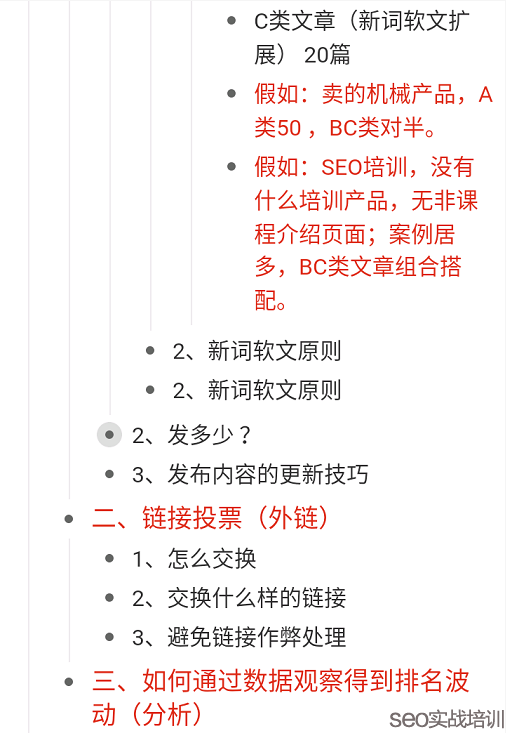 C类文章（新词软文扩
展） 20篇
假如：卖的机械产品，A
类50 ，BC类对半。
假如：SEO培训，没有
什么培训产品，无非课
程介绍页面；案例居
多，BC类文章组合搭
配。
2、新词软文原则
2、新词软文原则
2、发多少？
3、发布内容的更新技巧
二、链接投票（外链）
1、怎么交换
2、交换什么样的链接
3、避免链接作弊处理
三、如何通过数据观察得到排名波
动（分析）
seo实战培训